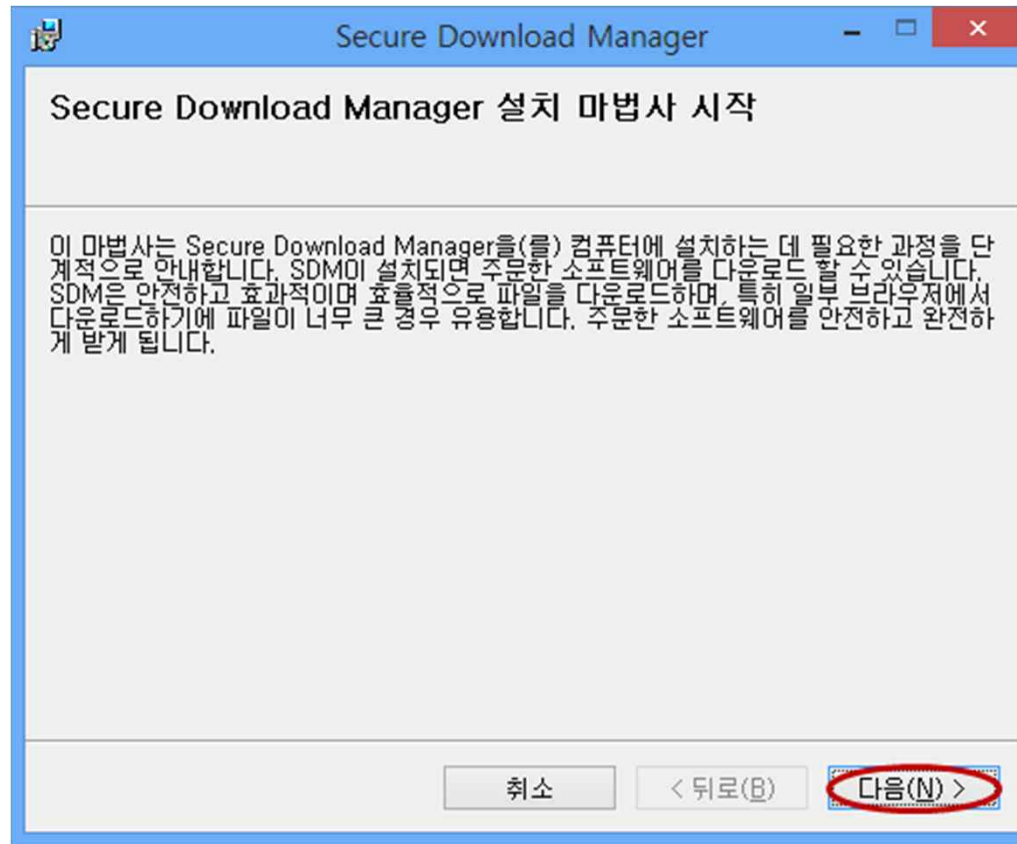 Secure Download Manager
Secure Download Manager 설치 마법사 시작
이 마법사는 Secure Download Manager을(를) 컴퓨터에 설치하는 데 필요한 과정을 단
계적으로 안내합니다. SDM이 설치되면 주문한 소프트웨어를 다운로드 할 수 있습니다.
SDM은 안전하고 효과적이며 효율적으로 파일을 다운로드하며, 특히 일부 브라우저에서
다운로드하기에 파일이 너무 큰 경우 유용합니다. 주문한 소프트웨어를 안전하고 완전하
게 받게 됩니다.
취소 < 뒤로(B) 다음(N) >